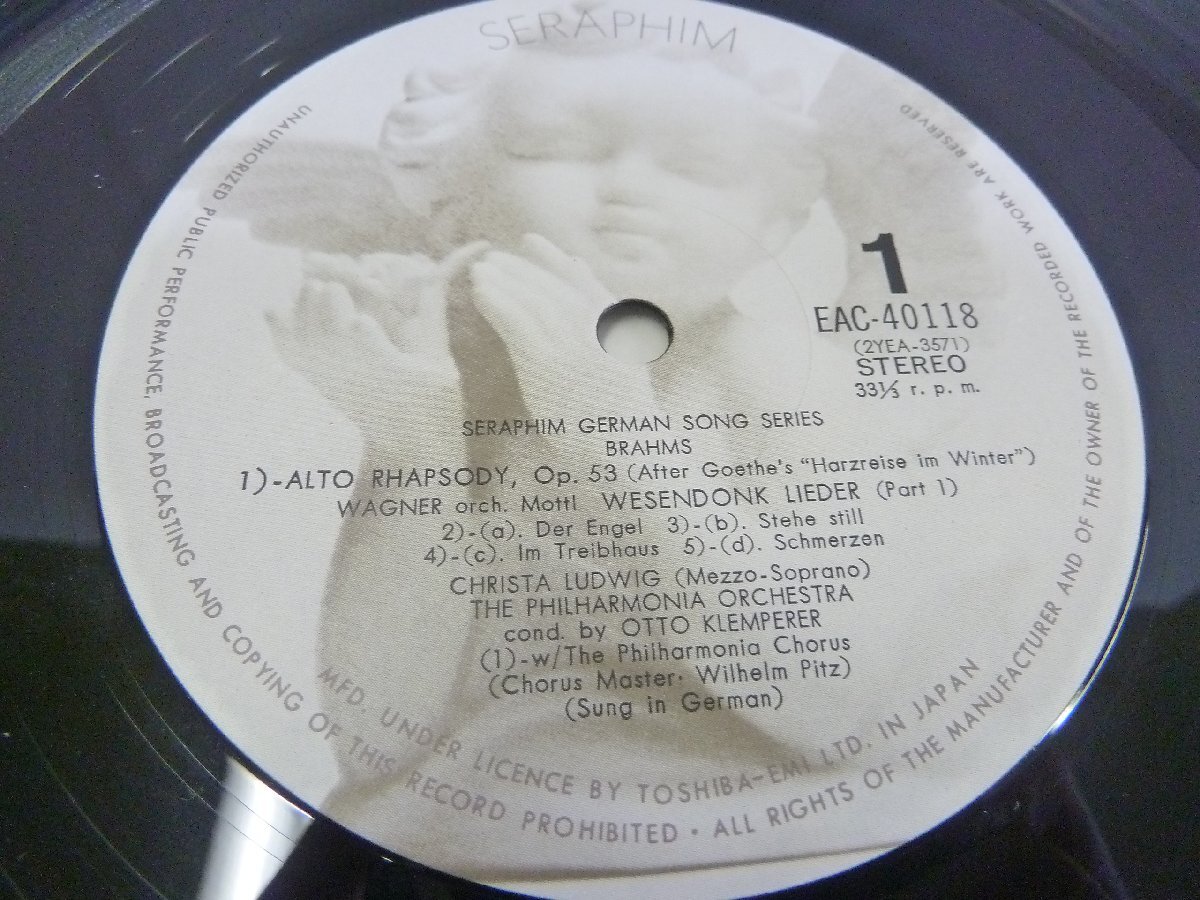 SERAPHIM
1
EAC-40118
(2YEA-3571)
STEREO
33⅓ r. p. m.
SERAPHIM GERMAN SONG SERIES
BRAHMS
1)-ALTO RHAPSODY, Op. 53 (After Goethe's "Harzreise im Winter")
WAGNER orch. Mottl WESENDONK LIEDER (Part 1)
2)-(a). Der Engel 3)-(b). Stehe still
4)-(c). Im Treibhaus 5)-(d). Schmerzen
CHRISTA LUDWIG (Mezzo-Soprano)
THE PHILHARMONIA ORCHESTRA
cond. by OTTO KLEMPERER
(1)-w/The Philharmonia Chorus
(Chorus Master· Wilhelm Pitz)
(Sung in German)
MFD. UNDER LICENCE BY TOSHIBA-EMI LTD. IN JAPAN
UNAUTHORIZED PUBLIC PERFORMANCE, BROADCASTING AND COPYING OF THIS RECORD PROHIBITED • ALL RIGHTS OF THE MANUFACTURER AND OF THE OWNER OF THE RECORDED WORK ARE RESERVED